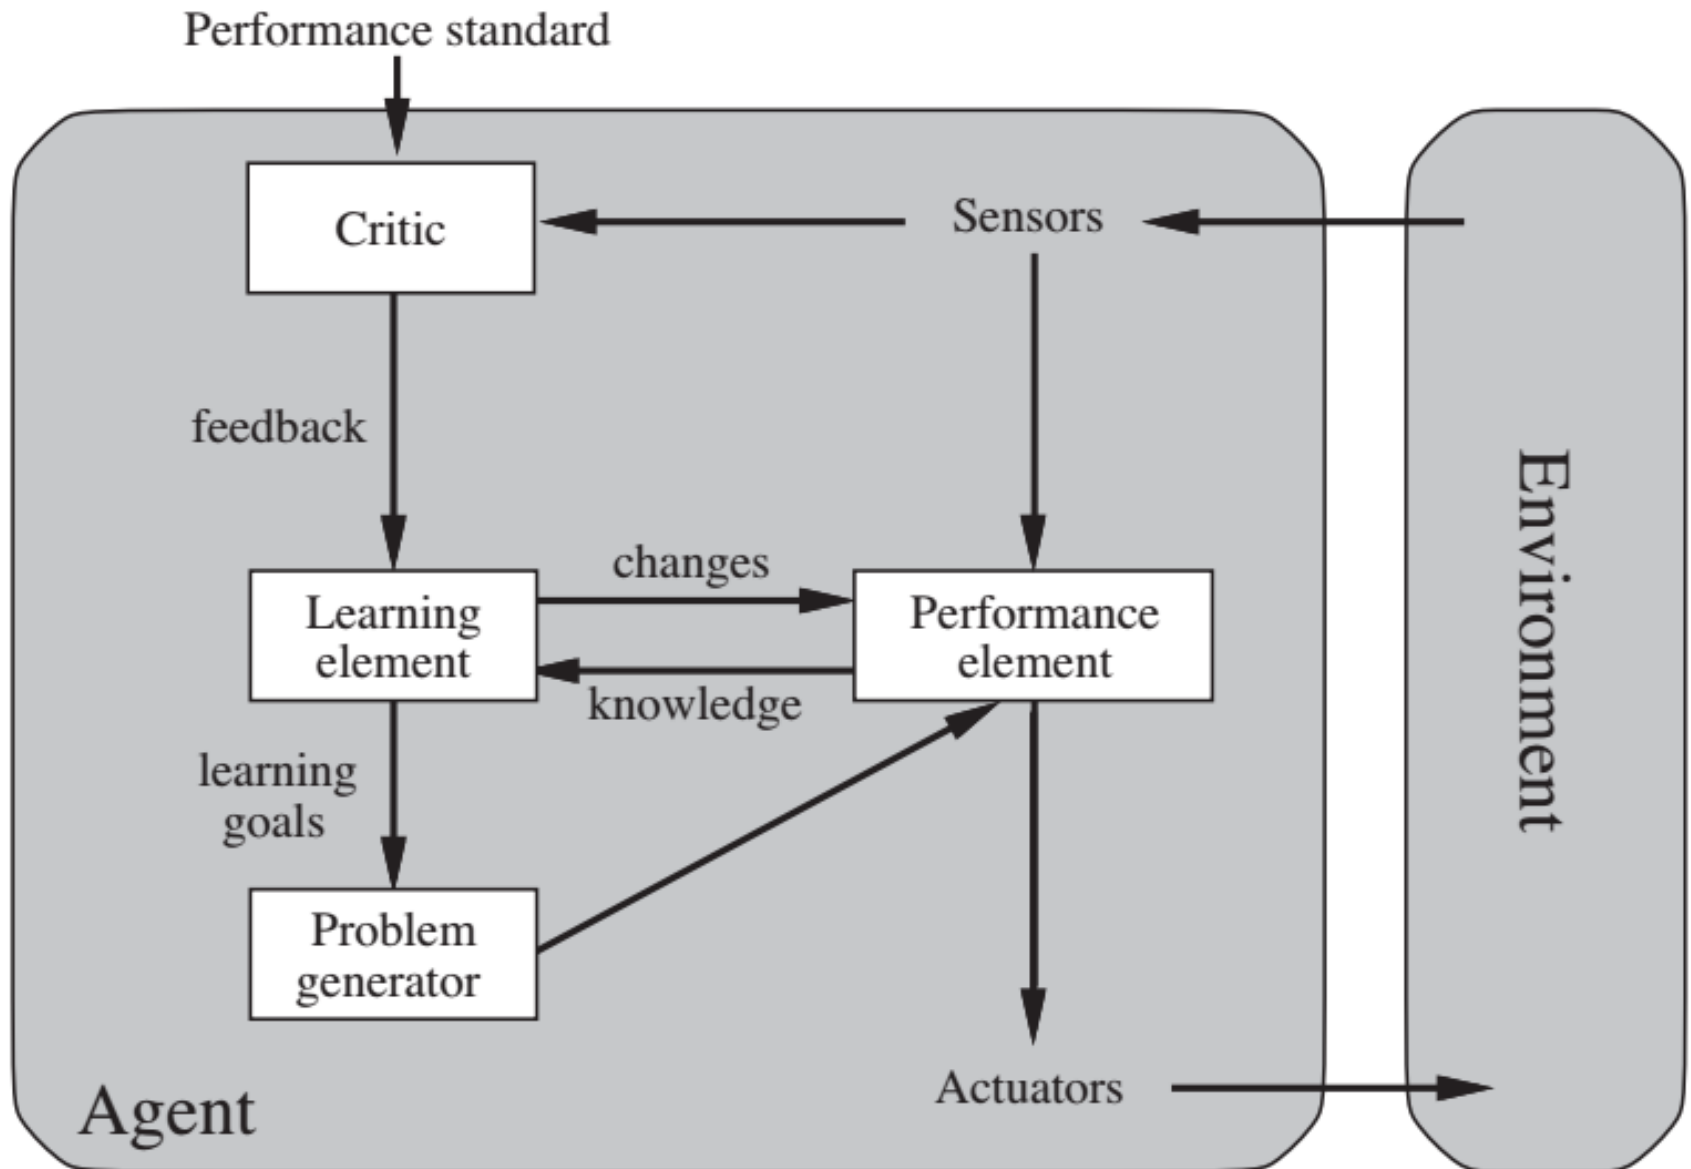 Performance standard
Critic
Sensors
feedback
changes
Learning
element
Performance
element
knowledge
learning
goals
Problem
generator
Actuators
Agent
Environment